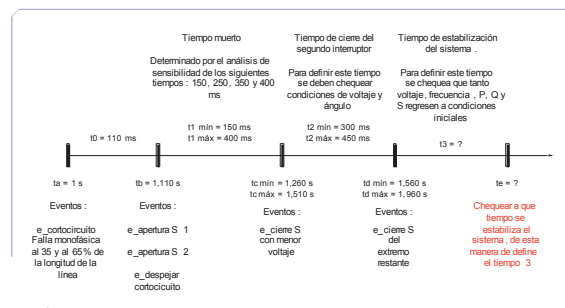 Tiempo muerto
Determinado por el análisis de
sensibilidad de los siguientes
tiempos : 150, 250, 350 y 400
ms
Tiempo de cierre del
segundo interruptor
Para definir este tiempo
se deben chequear
condiciones de voltaje y
ángulo
Tiempo de estabilización
del sistema .
Para definir este tiempo
se chequea que tanto
voltaje , frecuencia , P, Q y
S regresen a condiciones
iniciales
t0 = 110 ms
t1 mín = 150 ms
t1 máx = 400 ms
t2 mín = 300 ms
t2 máx = 450 ms
t3 = ?
ta = 1 s
Eventos :
e_cortocircuito
Falla monofásica
al 35 y al 65% de
la longitud de la
línea
tb = 1,110 s
Eventos :
e_apertura S 1
e_apertura S 2
e_despejar
cortocicuito
tc mín = 1,260 s
tc máx = 1,510 s
Eventos :
e_cierre S
con menor
voltaje
td mín = 1,560 s
td máx = 1,960 s
Eventos :
e_cierre S
del
extremo
restante
te = ?
Chequear a que
tiempo se
estabiliza el
sistema , de esta
manera de define
el tiempo 3